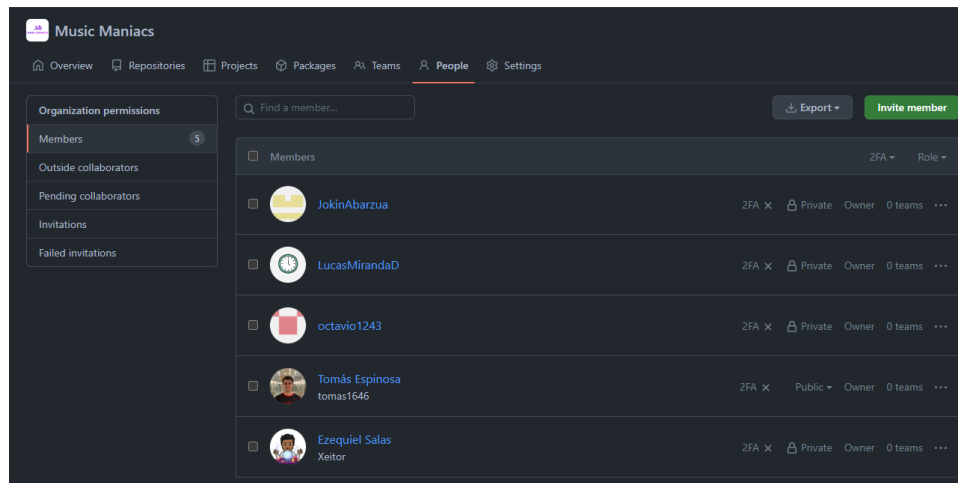 Music Maniacs
Overview Repositories Projects Packages Teams People Settings
Organization permissions
Members 5
Outside collaborators
Pending collaborators
Invitations
Failed invitations
Find a member...
Export
Invite member
Members 2FA Role
JokinAbarzua 2FA Private Owner 0 teams
LucasMirandaD 2FA Private Owner 0 teams
octavio1243 2FA Private Owner 0 teams
Tomás Espinosa
tomas1646
2FA Public Owner 0 teams
Ezequiel Salas
Xeitor
2FA Private Owner 0 teams